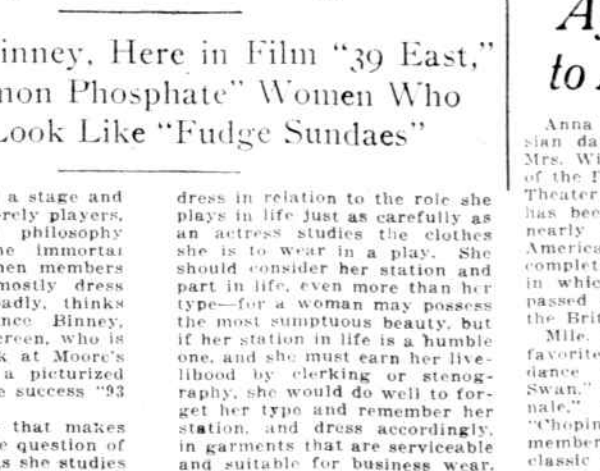 inney, Here in Film "39 East,"
non Phosphate" Women Who
Look Like "Fudge Sundaes"
a stage and
rely players,
philosophy
he immortal
hen members
mostly dress
adly, thinks
nce Binney,
creen, who is
k at Moore's
a picturized
e success "93
that makes
e question of
s she studies
dress in relation to the role she
plays in life just as carefully as
an actress studies the clothes
she is to wear in a play. She
should consider her station and
part in life, even more than her
type—for a woman may possess
the most sumptuous beauty, but
if her station in life is a humble
one, and she must earn her live-
lihood by clerking or stenog-
raphy, she would do well to for-
get her type and remember her
station, and dress accordingly,
in garments that are serviceable
and suitable for business wear.
to
Anna
sian da
Mrs. Wi
of the
Theater
has bee
nearly
America
complet
in whic
passed
the Brit
Mlle.
favorite
dance
Swan,"
nale,"
"Chopin
member
classic